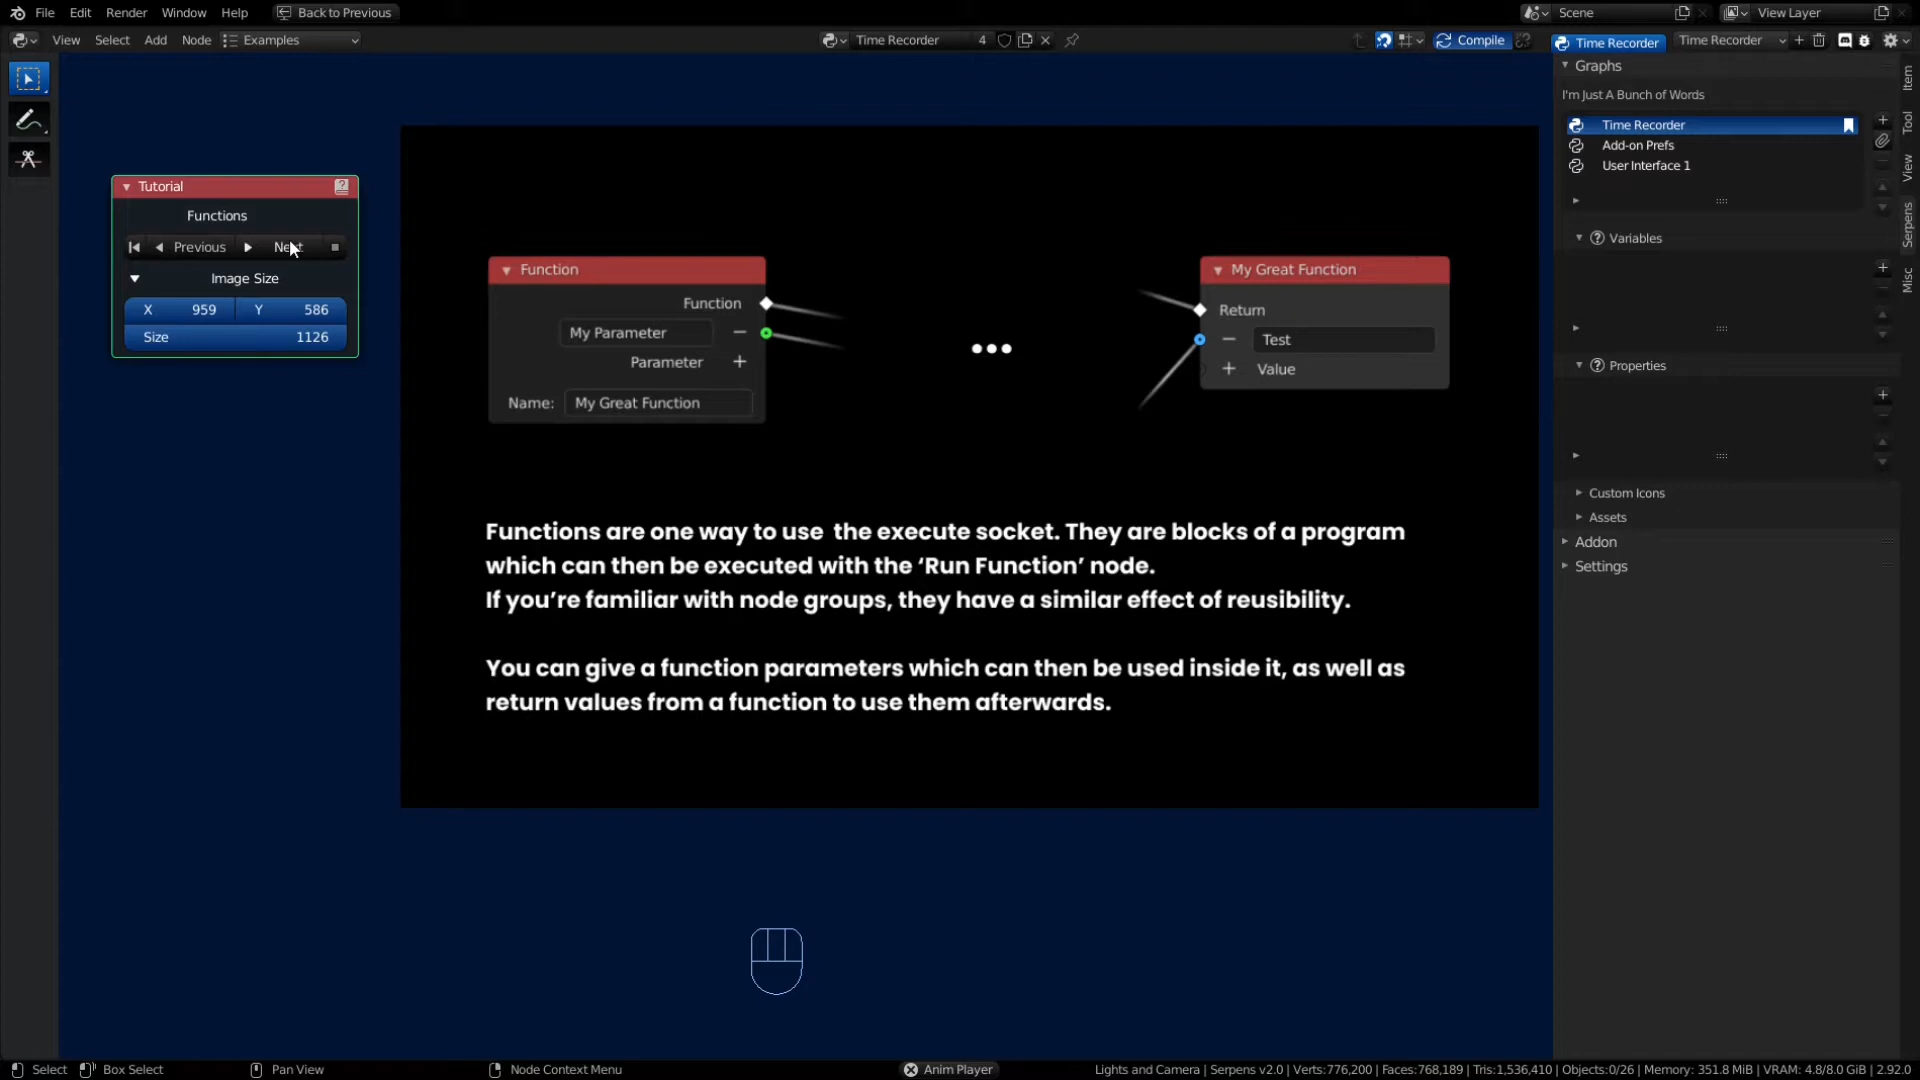 File Edit Render Window Help Back to Previous Scene View Layer
View Select Add Node Examples Time Recorder 4 Compile Time Recorder Time Recorder
Graphs
I'm Just A Bunch of Words
Time Recorder
Add-on Prefs
User Interface 1
Variables
Properties
Custom Icons
Assets
Addon
Settings
Item
Tool
View
Serpens
Misc
Tutorial
Functions
Previous Next
Image Size
X 959 Y 586
Size 1126
Function
Function
My Parameter
Parameter
Name: My Great Function
My Great Function
Return
Test
Value
Functions are one way to use the execute socket. They are blocks of a program
which can then be executed with the ‘Run Function’ node.
If you’re familiar with node groups, they have a similar effect of reusibility.
You can give a function parameters which can then be used inside it, as well as
return values from a function to use them afterwards.
Select Box Select Pan View Node Context Menu Anim Player Lights and Camera | Serpens v2.0 | Verts:776,200 | Faces:768,189 | Tris:1,536,410 | Objects:0/26 | Memory: 351.8 MiB | VRAM: 4.8/8.0 GiB | 2.92.0